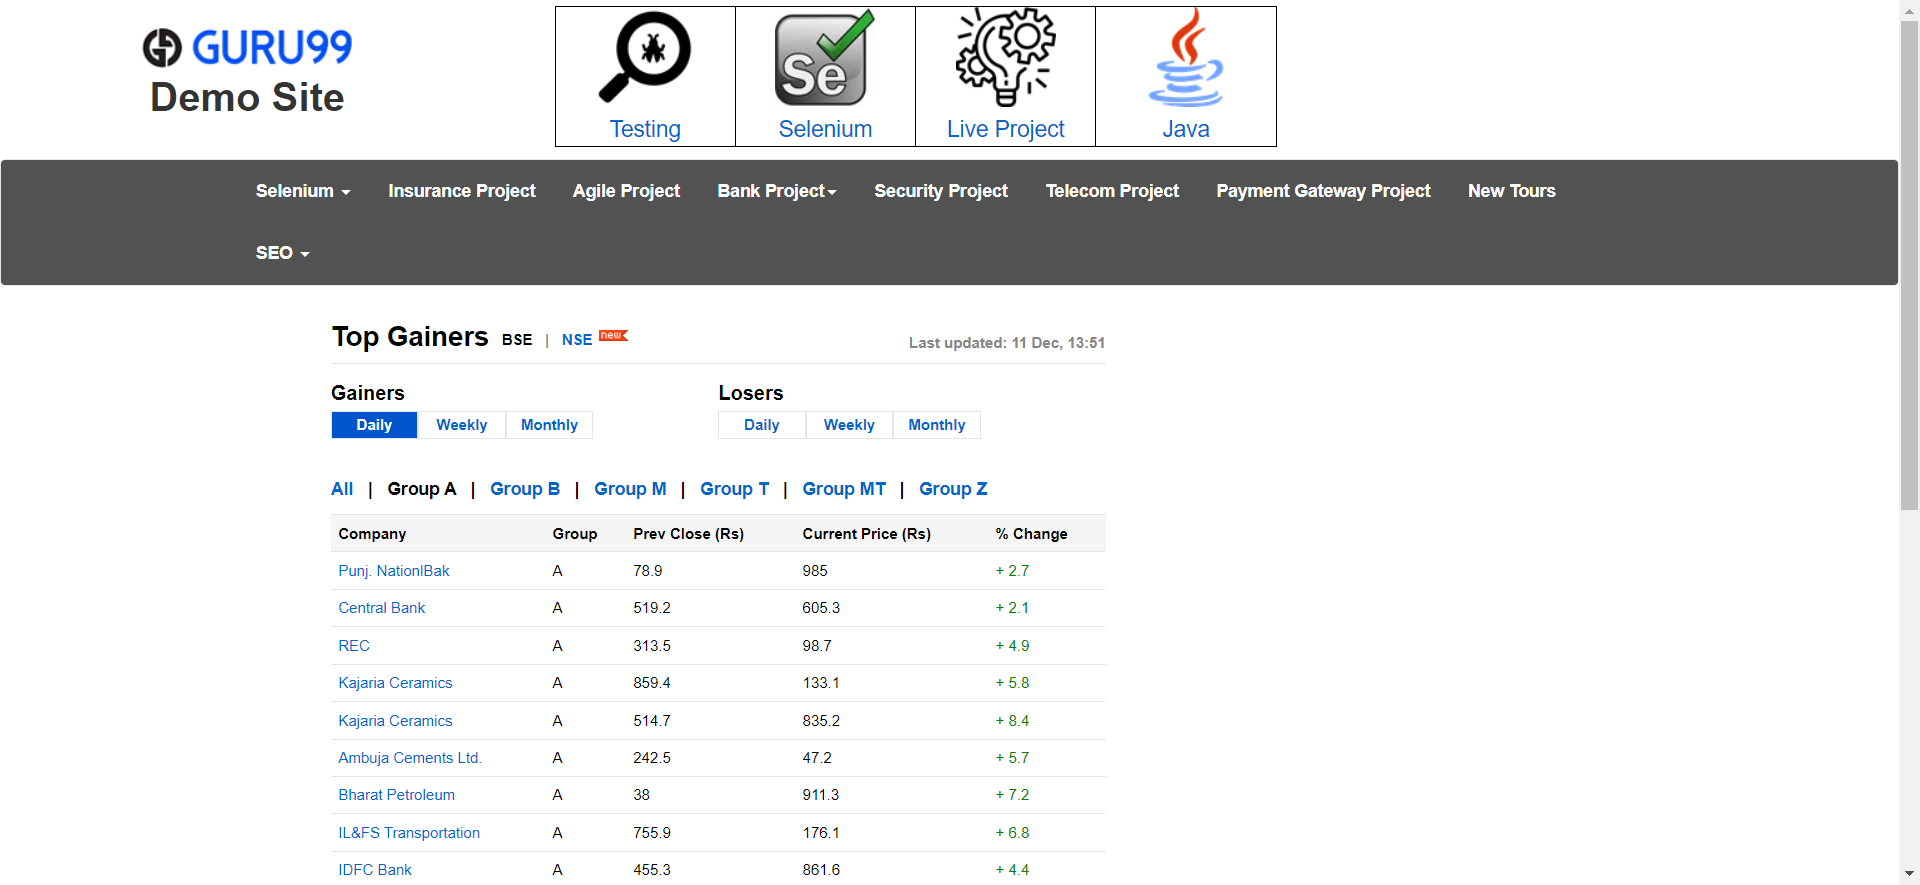 GURU99
Demo Site
Testing Selenium Live Project Java
Selenium Insurance Project Agile Project Bank Project Security Project Telecom Project Payment Gateway Project New Tours
SEO
Top Gainers BSE | NSE new Last updated: 11 Dec, 13:51
Gainers Losers
Daily Weekly Monthly Daily Weekly Monthly
All | Group A | Group B | Group M | Group T | Group MT | Group Z
Company Group Prev Close (Rs) Current Price (Rs) % Change
Punj. NationlBak A 78.9 985 + 2.7
Central Bank A 519.2 605.3 + 2.1
REC A 313.5 98.7 + 4.9
Kajaria Ceramics A 859.4 133.1 + 5.8
Kajaria Ceramics A 514.7 835.2 + 8.4
Ambuja Cements Ltd. A 242.5 47.2 + 5.7
Bharat Petroleum A 38 911.3 + 7.2
IL&FS Transportation A 755.9 176.1 + 6.8
IDFC Bank A 455.3 861.6 + 4.4